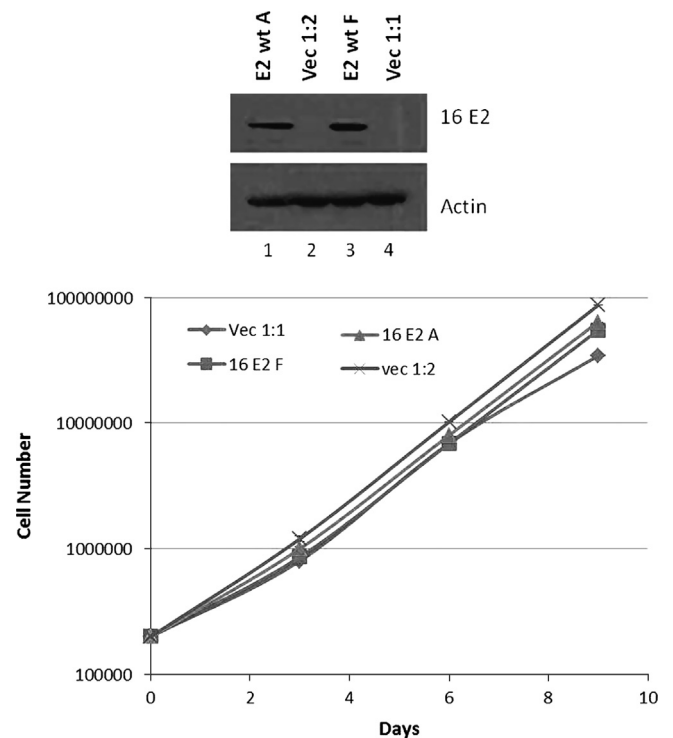 E2 wt A
Vec 1:2
E2 wt F
Vec 1:1
16 E2
Actin
1 2 3 4
100000000
10000000
1000000
100000
Cell Number
Vec 1:1
16 E2 A
16 E2 F
vec 1:2
0 2 4 6 8 10
Days